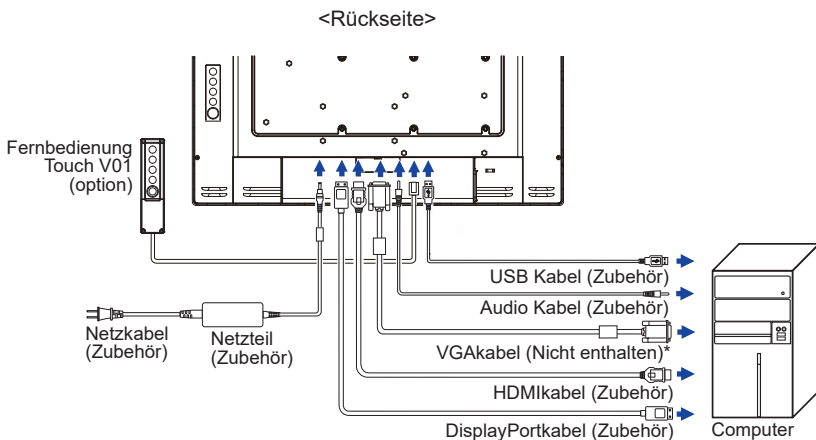 <Rückseite>
Fernbedienung
Touch V01
(option)
USB Kabel (Zubehör)
Audio Kabel (Zubehör)
Netzkabel
(Zubehör)
Netzteil
(Zubehör)
VGAkabel (Nicht enthalten)*
HDMIkabel (Zubehör)
DisplayPortkabel (Zubehör)
Computer